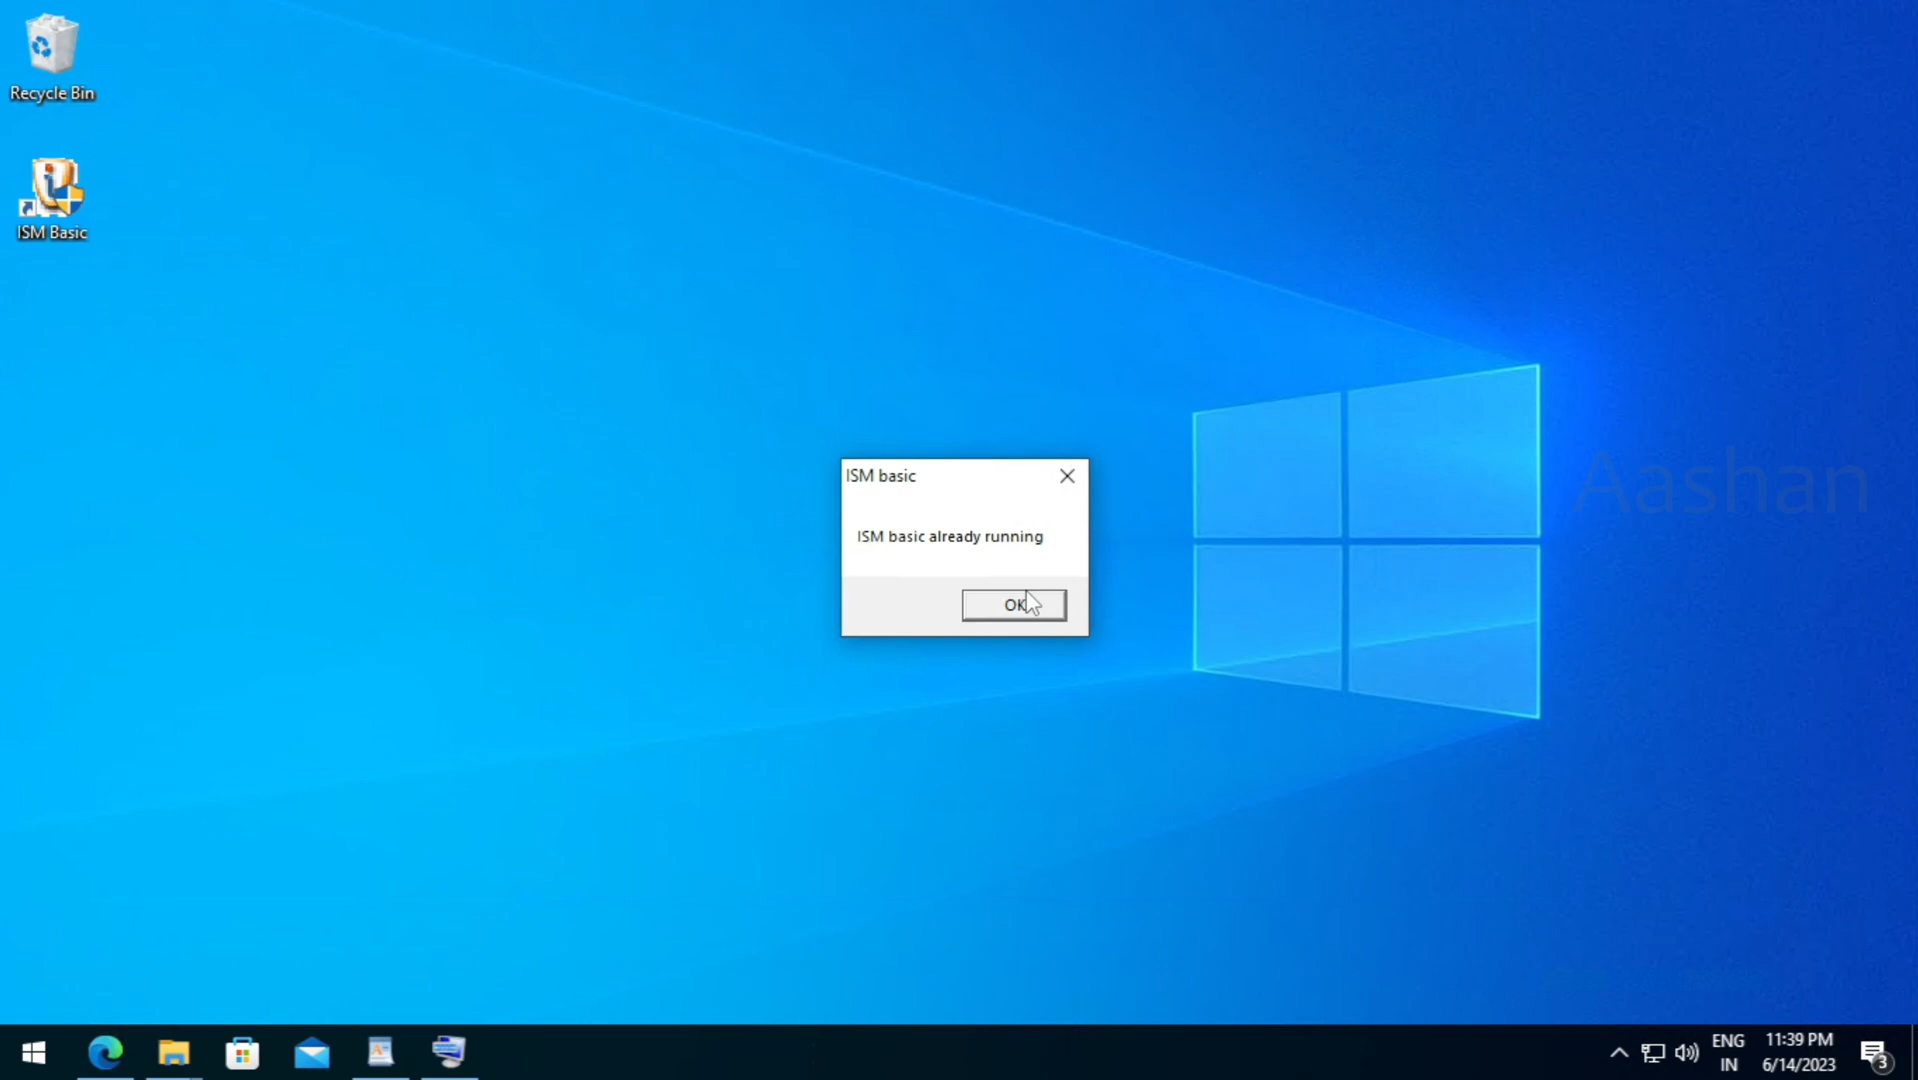 Recycle Bin
ISM Basic
ISM basic
ISM basic already running
OK
Aashan
ENG
IN
11:39 PM
6/14/2023
3